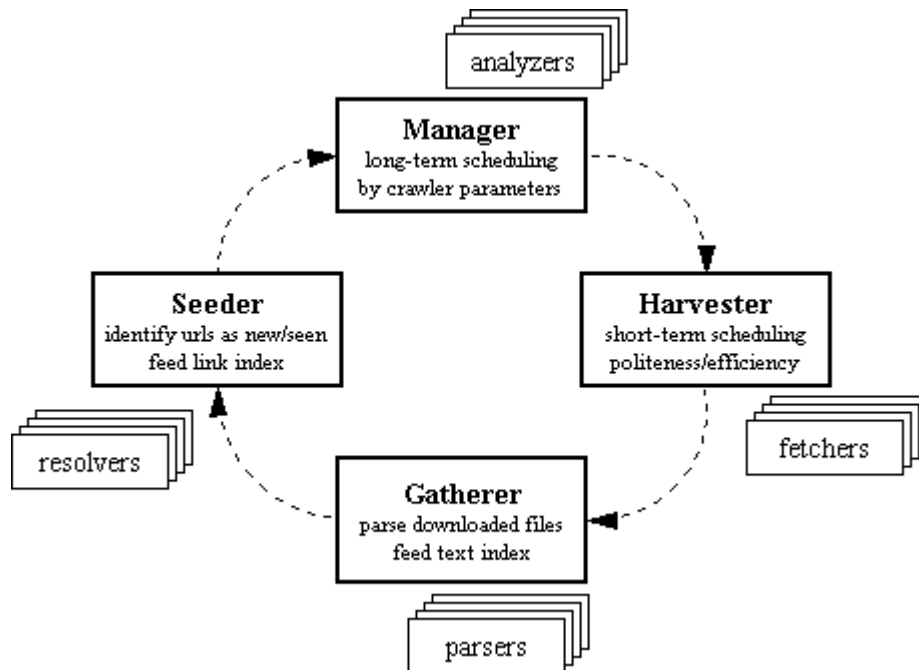 analyzers
Manager
long-term scheduling
by crawler parameters
Seeder
identify urls as new/seen
feed link index
Harvester
short-term scheduling
politeness/efficiency
resolvers
fetchers
Gatherer
parse downloaded files
feed text index
parsers